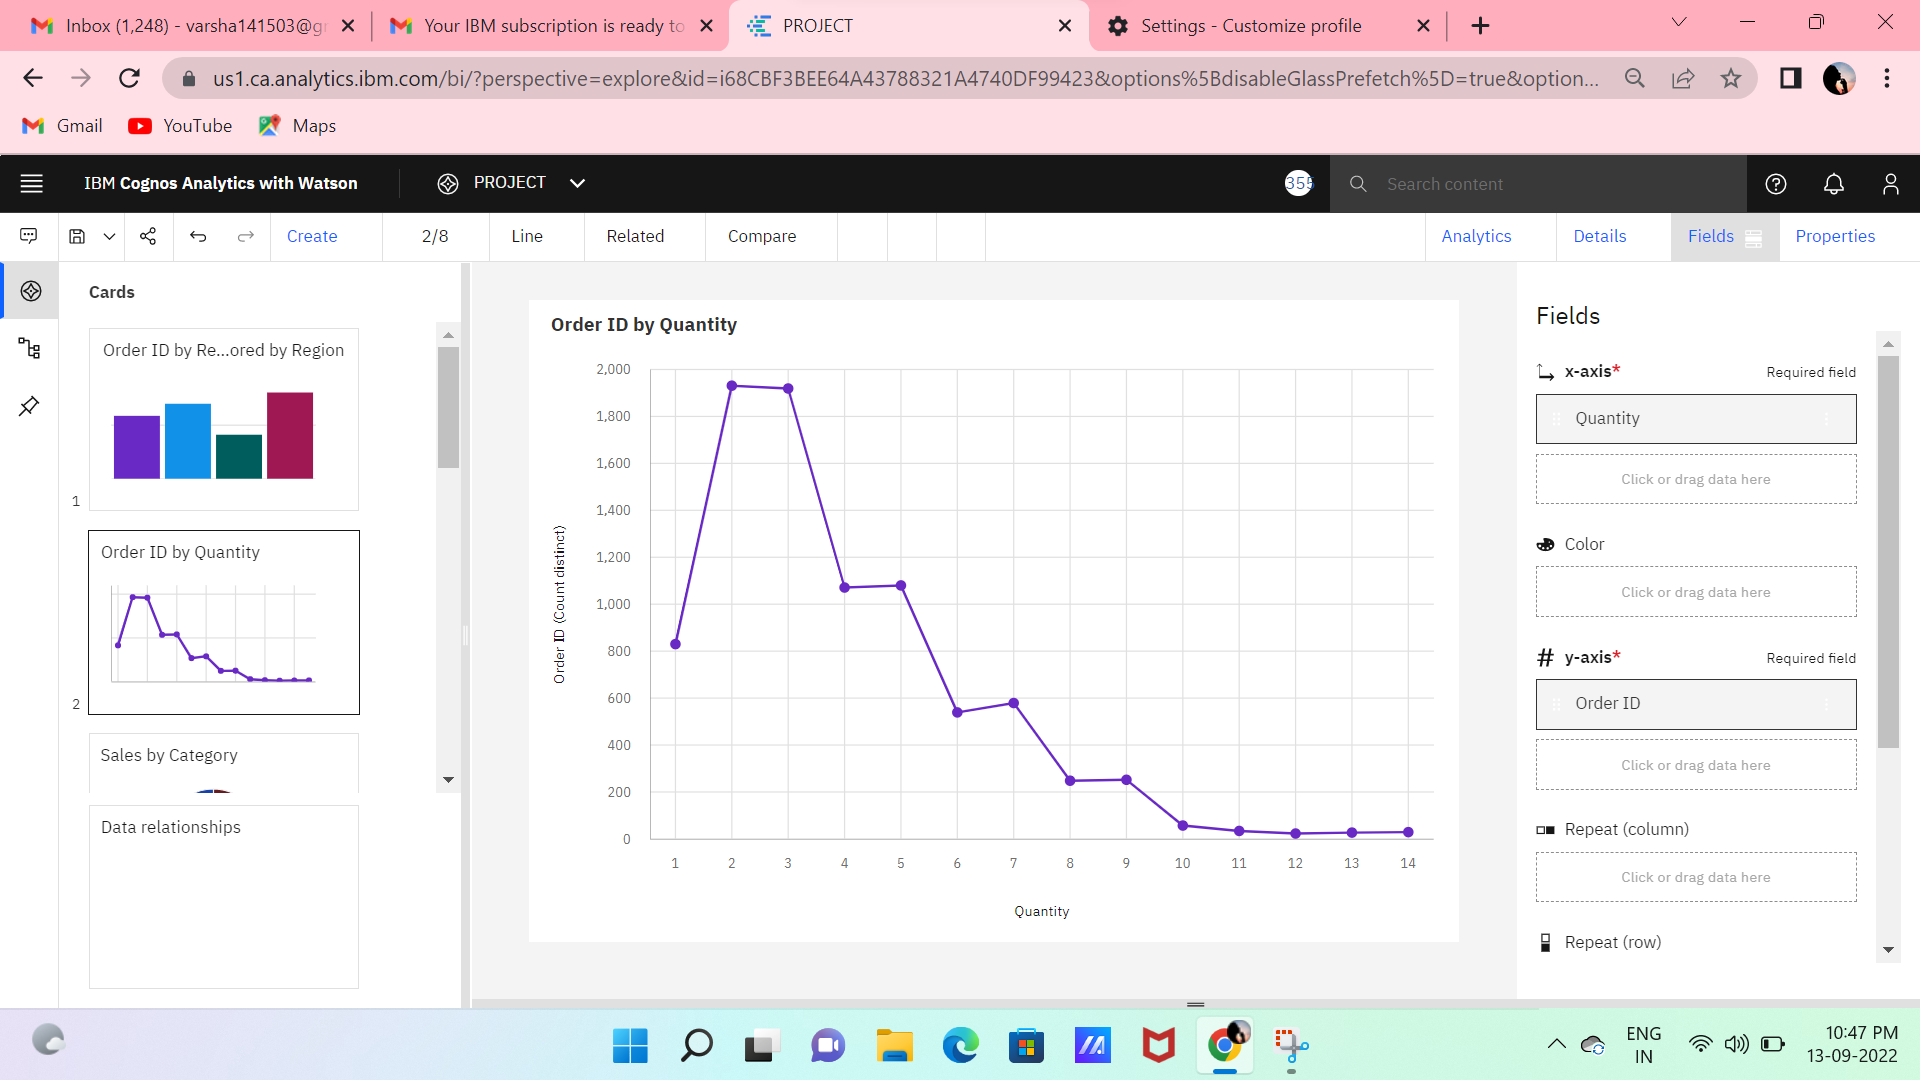 Inbox (1,248) - varsha141503@gr
Your IBM subscription is ready to
PROJECT
Settings - Customize profile
us1.ca.analytics.ibm.com/bi/?perspective=explore&id=i68CBF3BEE64A43788321A4740DF99423&options%5BdisableGlassPrefetch%5D=true&option...
Gmail
YouTube
Maps
IBM Cognos Analytics with Watson
PROJECT
355
Search content
Create
2/8
Line
Related
Compare
Analytics
Details
Fields
Properties
Cards
Order ID by Re...ored by Region
1
Order ID by Quantity
2
Sales by Category
Data relationships
Order ID by Quantity
2,000
1,800
1,600
1,400
1,200
1,000
800
600
400
200
0
Order ID (Count distinct)
1 2 3 4 5 6 7 8 9 10 11 12 13 14
Quantity
Fields
x-axis*
Required field
Quantity
Click or drag data here
Color
Click or drag data here
y-axis*
Required field
Order ID
Click or drag data here
Repeat (column)
Click or drag data here
Repeat (row)
ENG
IN
10:47 PM
13-09-2022